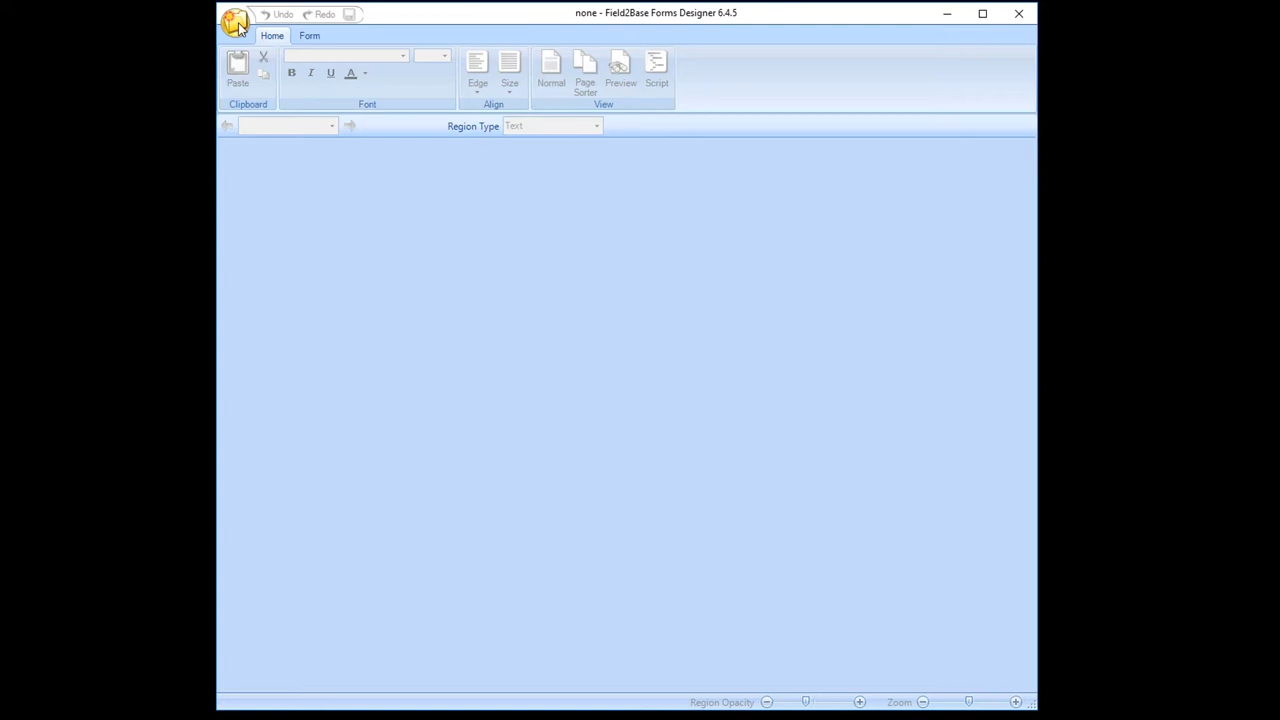 none - Field2Base Forms Designer 6.4.5
Undo Redo
Home Form
Paste
B I U A
Edge Size
Normal Page Sorter Preview Script
Clipboard Font Align View
Region Type Text
Region Opacity Zoom